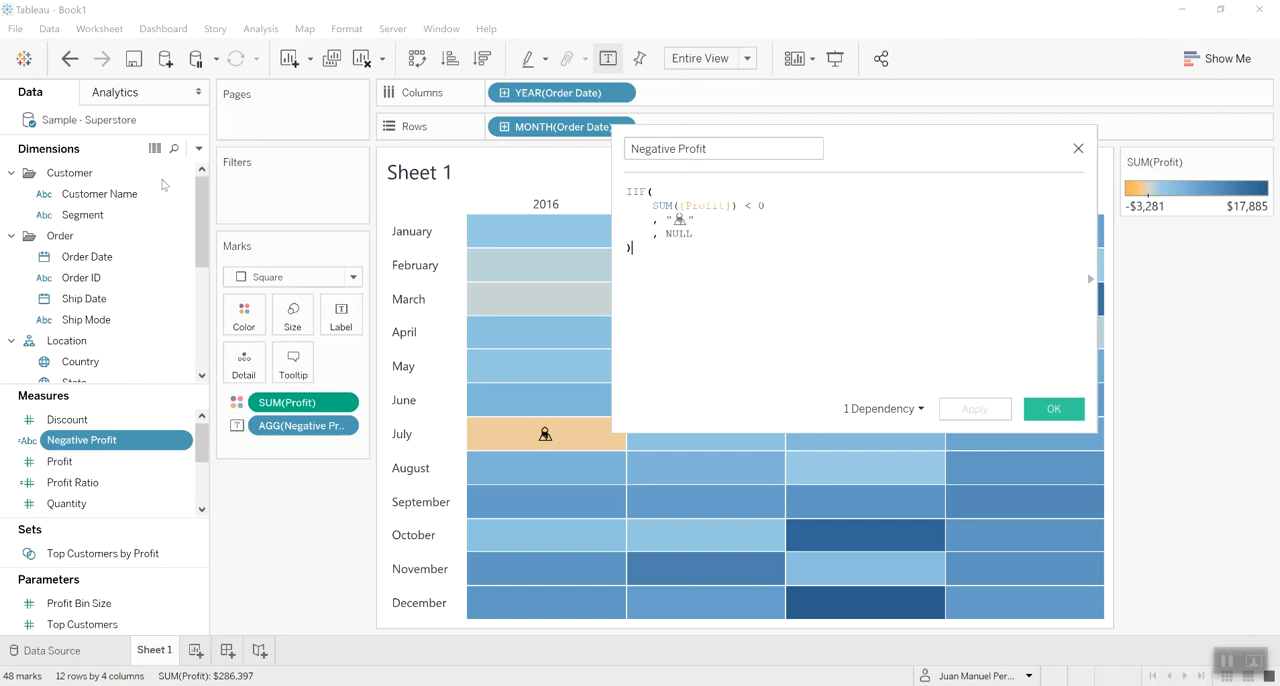 Tableau - Book1
File Data Worksheet Dashboard Story Analysis Map Format Server Window Help
Entire View
Show Me
Data
Analytics
Sample - Superstore
Dimensions
Customer
Abc Customer Name
Abc Segment
Order
Order Date
Abc Order ID
Ship Date
Abc Ship Mode
Location
Country
Measures
# Discount
=Abc Negative Profit
# Profit
=# Profit Ratio
# Quantity
Sets
Top Customers by Profit
Parameters
# Profit Bin Size
# Top Customers
Pages
Filters
Marks
Square
Color Size Label
Detail Tooltip
SUM(Profit)
AGG(Negative Pr..
Columns
YEAR(Order Date)
Rows
MONTH(Order Date)
Sheet 1
2016
January
February
March
April
May
June
July
August
September
October
November
December
Negative Profit
IIF(
SUM([Profit]) < 0
, "
"
, NULL
)
1 Dependency
Apply
OK
SUM(Profit)
-$3,281 $17,885
Data Source
Sheet 1
48 marks 12 rows by 4 columns SUM(Profit): $286,397
Juan Manuel Per...